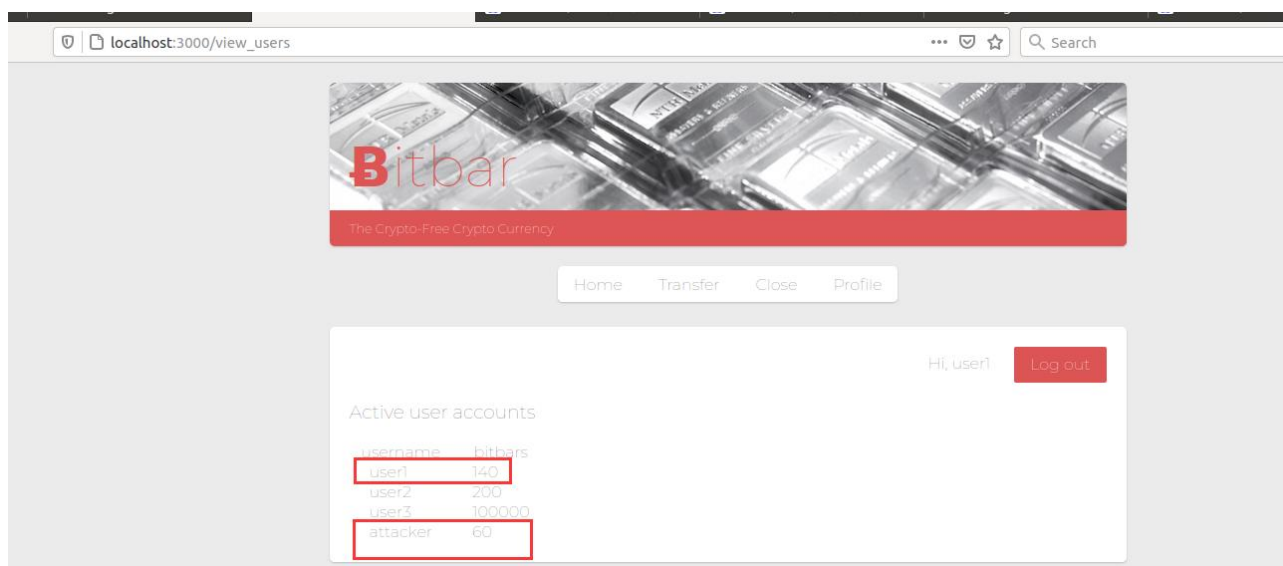 localhost:3000/view_users
Search
Bitbar
The Crypto-Free Crypto Currency
Home Transfer Close Profile
Hi, user1 Log out
Active user accounts
username bitbars
user1 140
user2 200
user3 100000
attacker 60